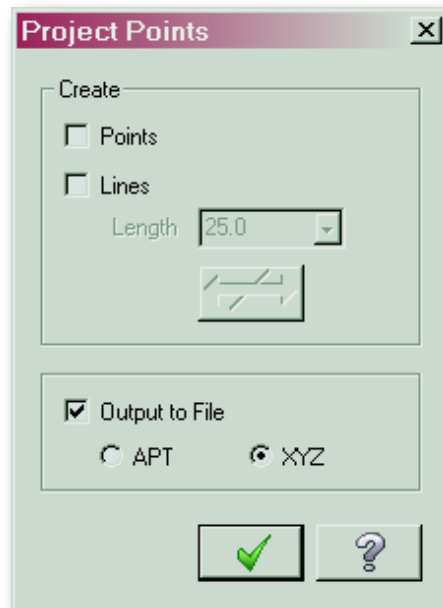 Project Points
Create
Points
Lines
Length 25.0
Output to File
APT XYZ